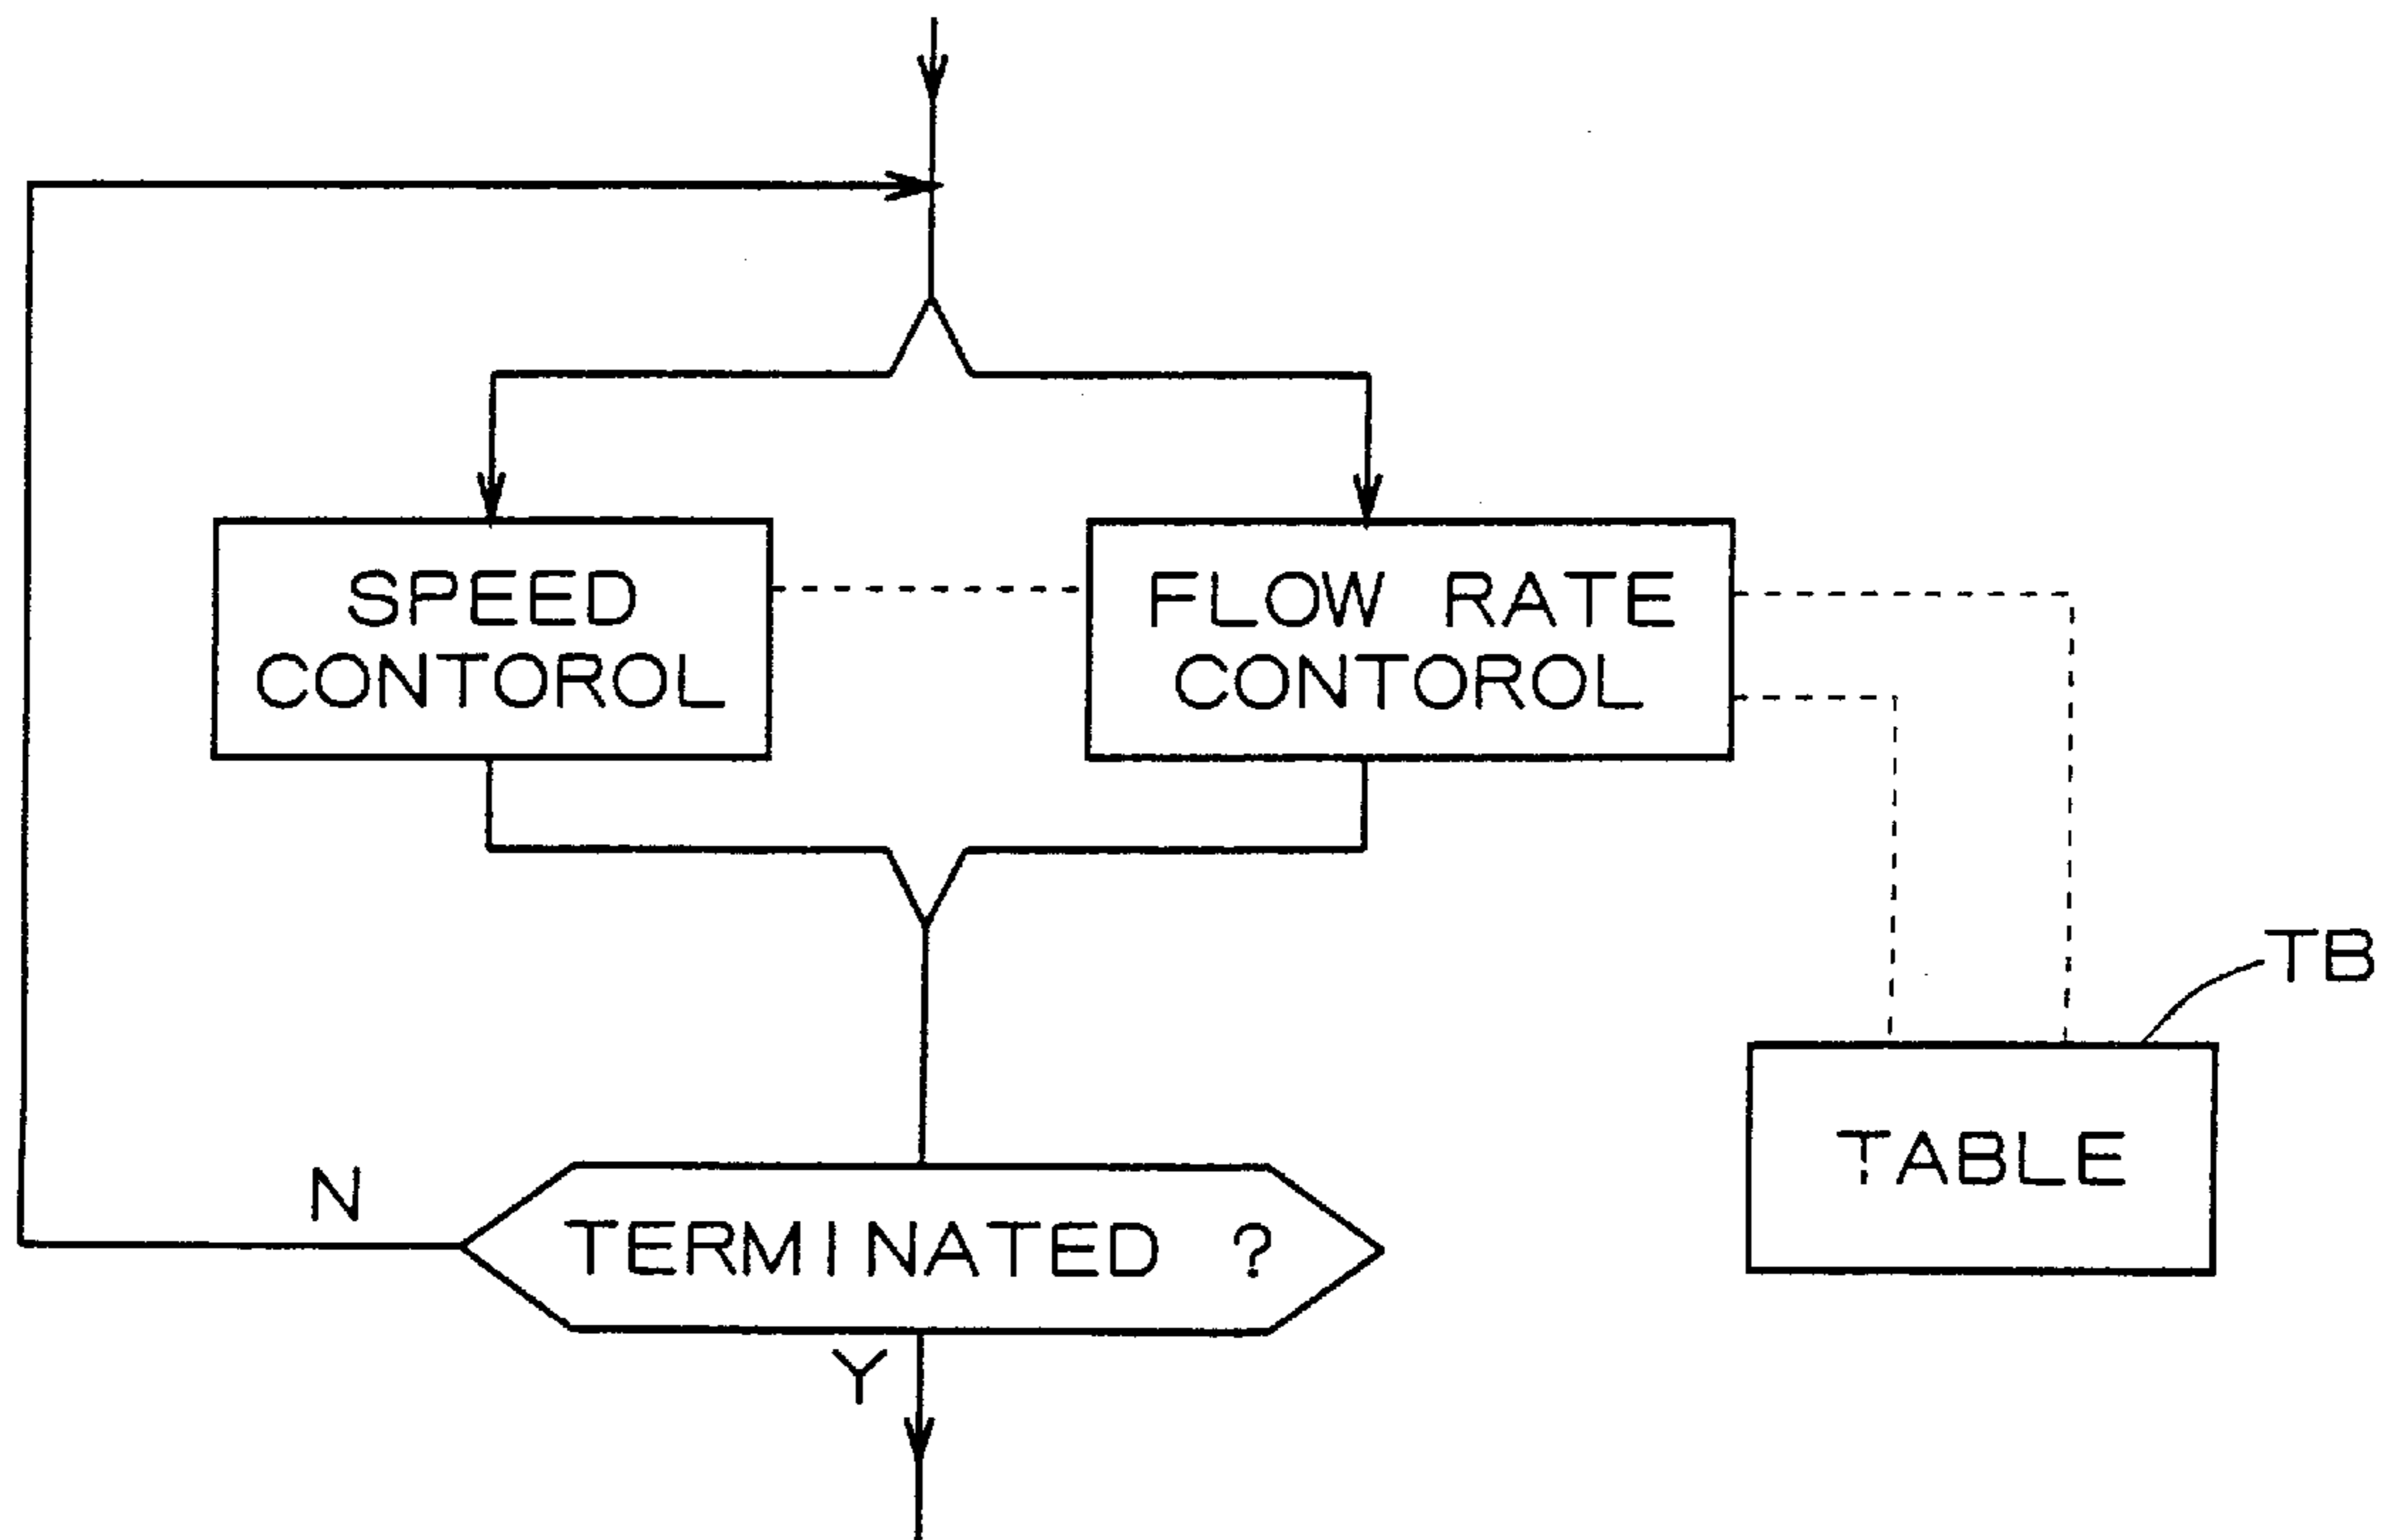 SPEED
CONTOROL
FLOW RATE
CONTOROL
TB
TABLE
N
TERMINATED ?
Y